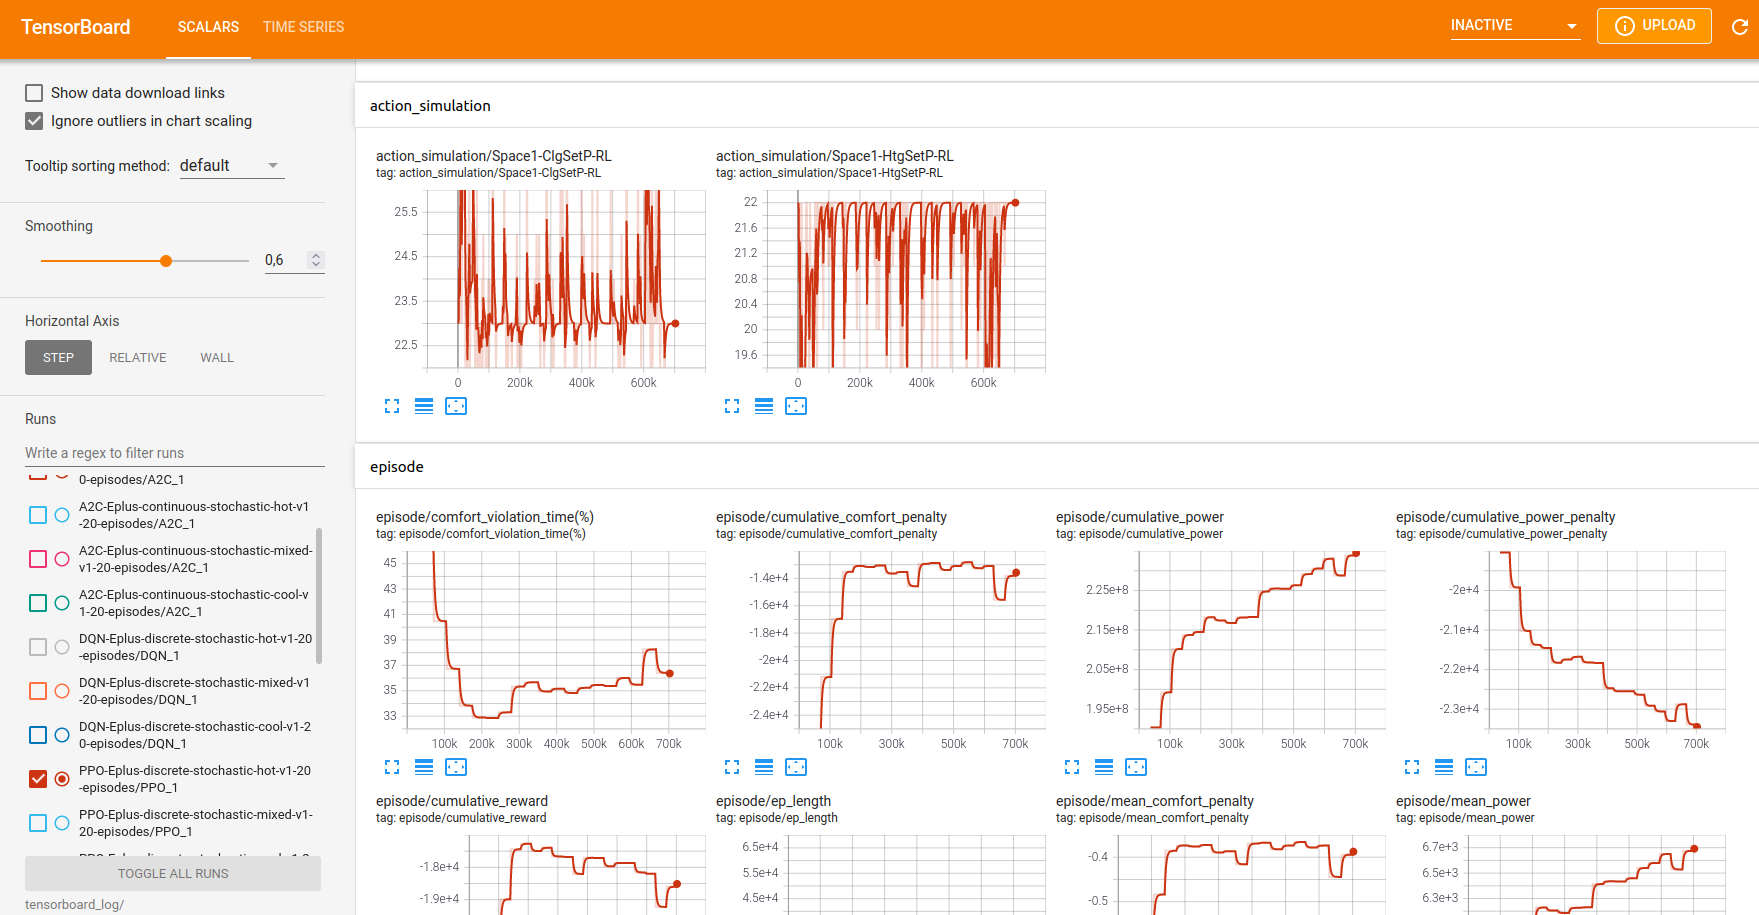 TensorBoard
SCALARS
TIME SERIES
INACTIVE
UPLOAD
Show data download links
Ignore outliers in chart scaling
Tooltip sorting method: default
Smoothing
0,6
Horizontal Axis
STEP
RELATIVE
WALL
Runs
Write a regex to filter runs
0-episodes/A2C_1
A2C-Eplus-continuous-stochastic-hot-v1
-20-episodes/A2C_1
A2C-Eplus-continuous-stochastic-mixed-
v1-20-episodes/A2C_1
A2C-Eplus-continuous-stochastic-cool-v
1-20-episodes/A2C_1
DQN-Eplus-discrete-stochastic-hot-v1-20
-episodes/DQN_1
DQN-Eplus-discrete-stochastic-mixed-v1
-20-episodes/DQN_1
DQN-Eplus-discrete-stochastic-cool-v1-2
0-episodes/DQN_1
PPO-Eplus-discrete-stochastic-hot-v1-20
-episodes/PPO_1
PPO-Eplus-discrete-stochastic-mixed-v1-
20-episodes/PPO_1
TOGGLE ALL RUNS
tensorboard_log/
action_simulation
action_simulation/Space1-ClgSetP-RL
tag: action_simulation/Space1-ClgSetP-RL
25.5
24.5
23.5
22.5
0 200k 400k 600k
action_simulation/Space1-HtgSetP-RL
tag: action_simulation/Space1-HtgSetP-RL
22
21.6
21.2
20.8
20.4
20
19.6
0 200k 400k 600k
episode
episode/comfort_violation_time(%)
tag: episode/comfort_violation_time(%)
45
43
41
39
37
35
33
100k 200k 300k 400k 500k 600k 700k
episode/cumulative_comfort_penalty
tag: episode/cumulative_comfort_penalty
-1.4e+4
-1.6e+4
-1.8e+4
-2e+4
-2.2e+4
-2.4e+4
100k 300k 500k 700k
episode/cumulative_power
tag: episode/cumulative_power
2.25e+8
2.15e+8
2.05e+8
1.95e+8
100k 300k 500k 700k
episode/cumulative_power_penalty
tag: episode/cumulative_power_penalty
-2e+4
-2.1e+4
-2.2e+4
-2.3e+4
100k 300k 500k 700k
episode/cumulative_reward
tag: episode/cumulative_reward
-1.8e+4
-1.9e+4
episode/ep_length
tag: episode/ep_length
6.5e+4
5.5e+4
4.5e+4
episode/mean_comfort_penalty
tag: episode/mean_comfort_penalty
-0.4
-0.5
episode/mean_power
tag: episode/mean_power
6.7e+3
6.5e+3
6.3e+3